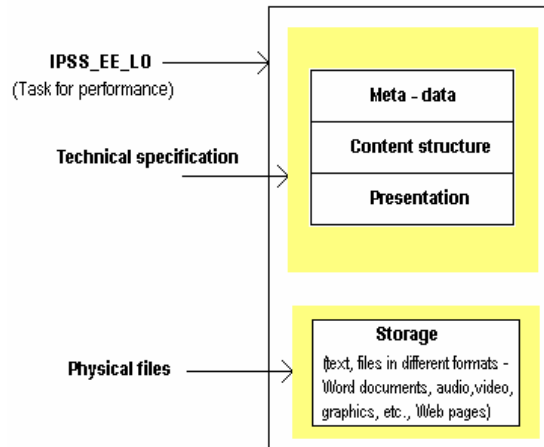 IPSS_EE_LO
(Task for performance)
Technical specification
Meta - data
Content structure
Presentation
Physical files
Storage
(text, files in different formats -
Word documents, audio,video,
graphics, etc., Web pages)